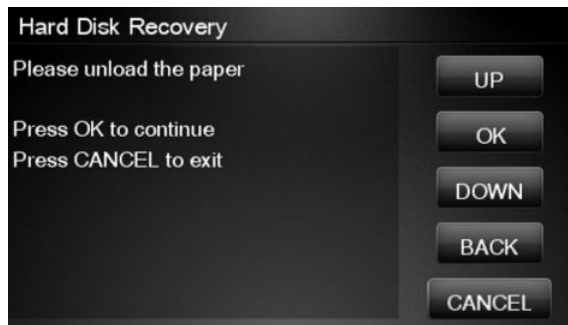 Hard Disk Recovery
Please unload the paper
Press OK to continue
Press CANCEL to exit
UP
OK
DOWN
BACK
CANCEL